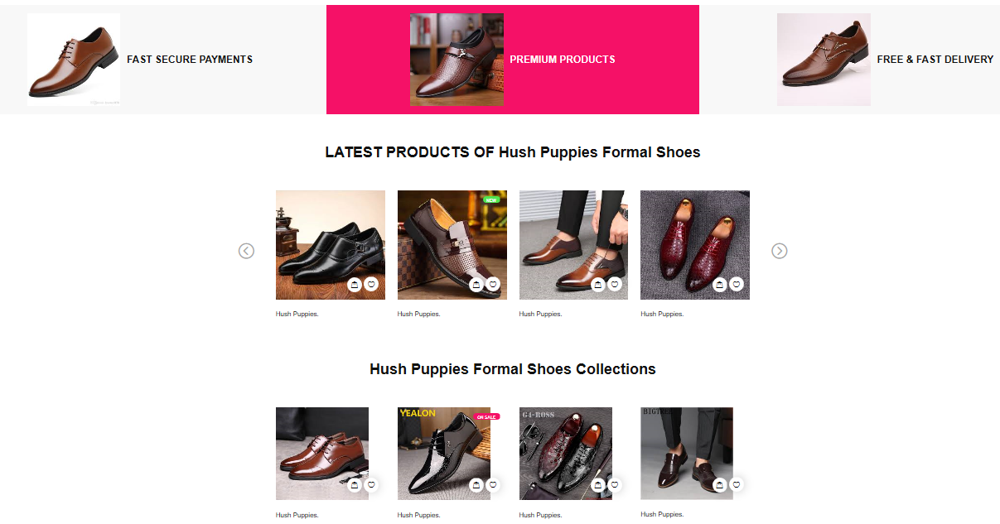 FAST SECURE PAYMENTS
PREMIUM PRODUCTS
FREE & FAST DELIVERY
LATEST PRODUCTS OF Hush Puppies Formal Shoes
NEW
Hush Puppies.
Hush Puppies.
Hush Puppies.
Hush Puppies.
Hush Puppies Formal Shoes Collections
YEALON
ON SALE
G4-ROSS
Hush Puppies.
Hush Puppies.
Hush Puppies.
Hush Puppies.